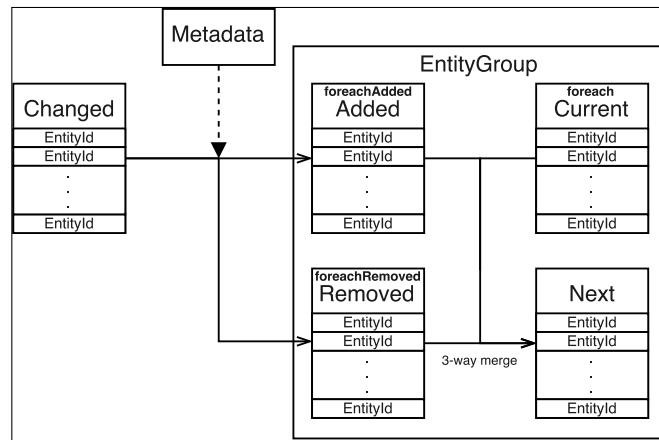 Metadata
EntityGroup
Changed
EntityId
EntityId
.
.
.
EntityId
foreachAdded
Added
EntityId
EntityId
.
.
.
EntityId
foreach
Current
EntityId
EntityId
.
.
.
EntityId
foreachRemoved
Removed
EntityId
EntityId
.
.
.
EntityId
3-way merge
Next
EntityId
EntityId
.
.
.
EntityId